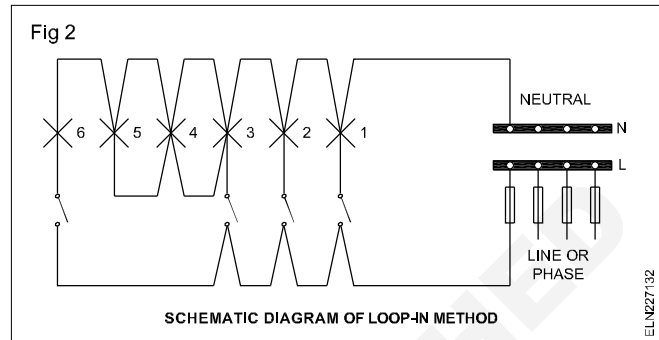 Fig 2
NEUTRAL
N
6 5 4 3 2 1
L
LINE OR
PHASE
SCHEMATIC DIAGRAM OF LOOP-IN METHOD
ELN227132